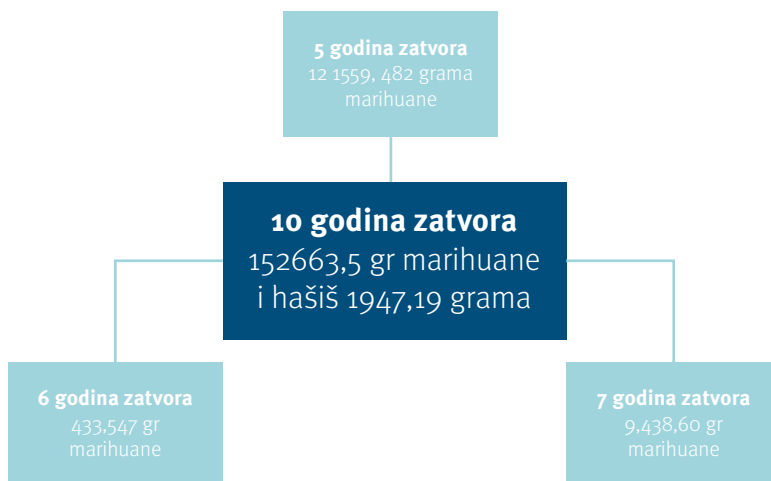 5 godina zatvora
12 1559, 482 grama
marihuane
10 godina zatvora
152663,5 gr marihuane
i hašiš 1947,19 grama
6 godina zatvora
433,547 gr
marihuane
7 godina zatvora
9,438,60 gr
marihuane